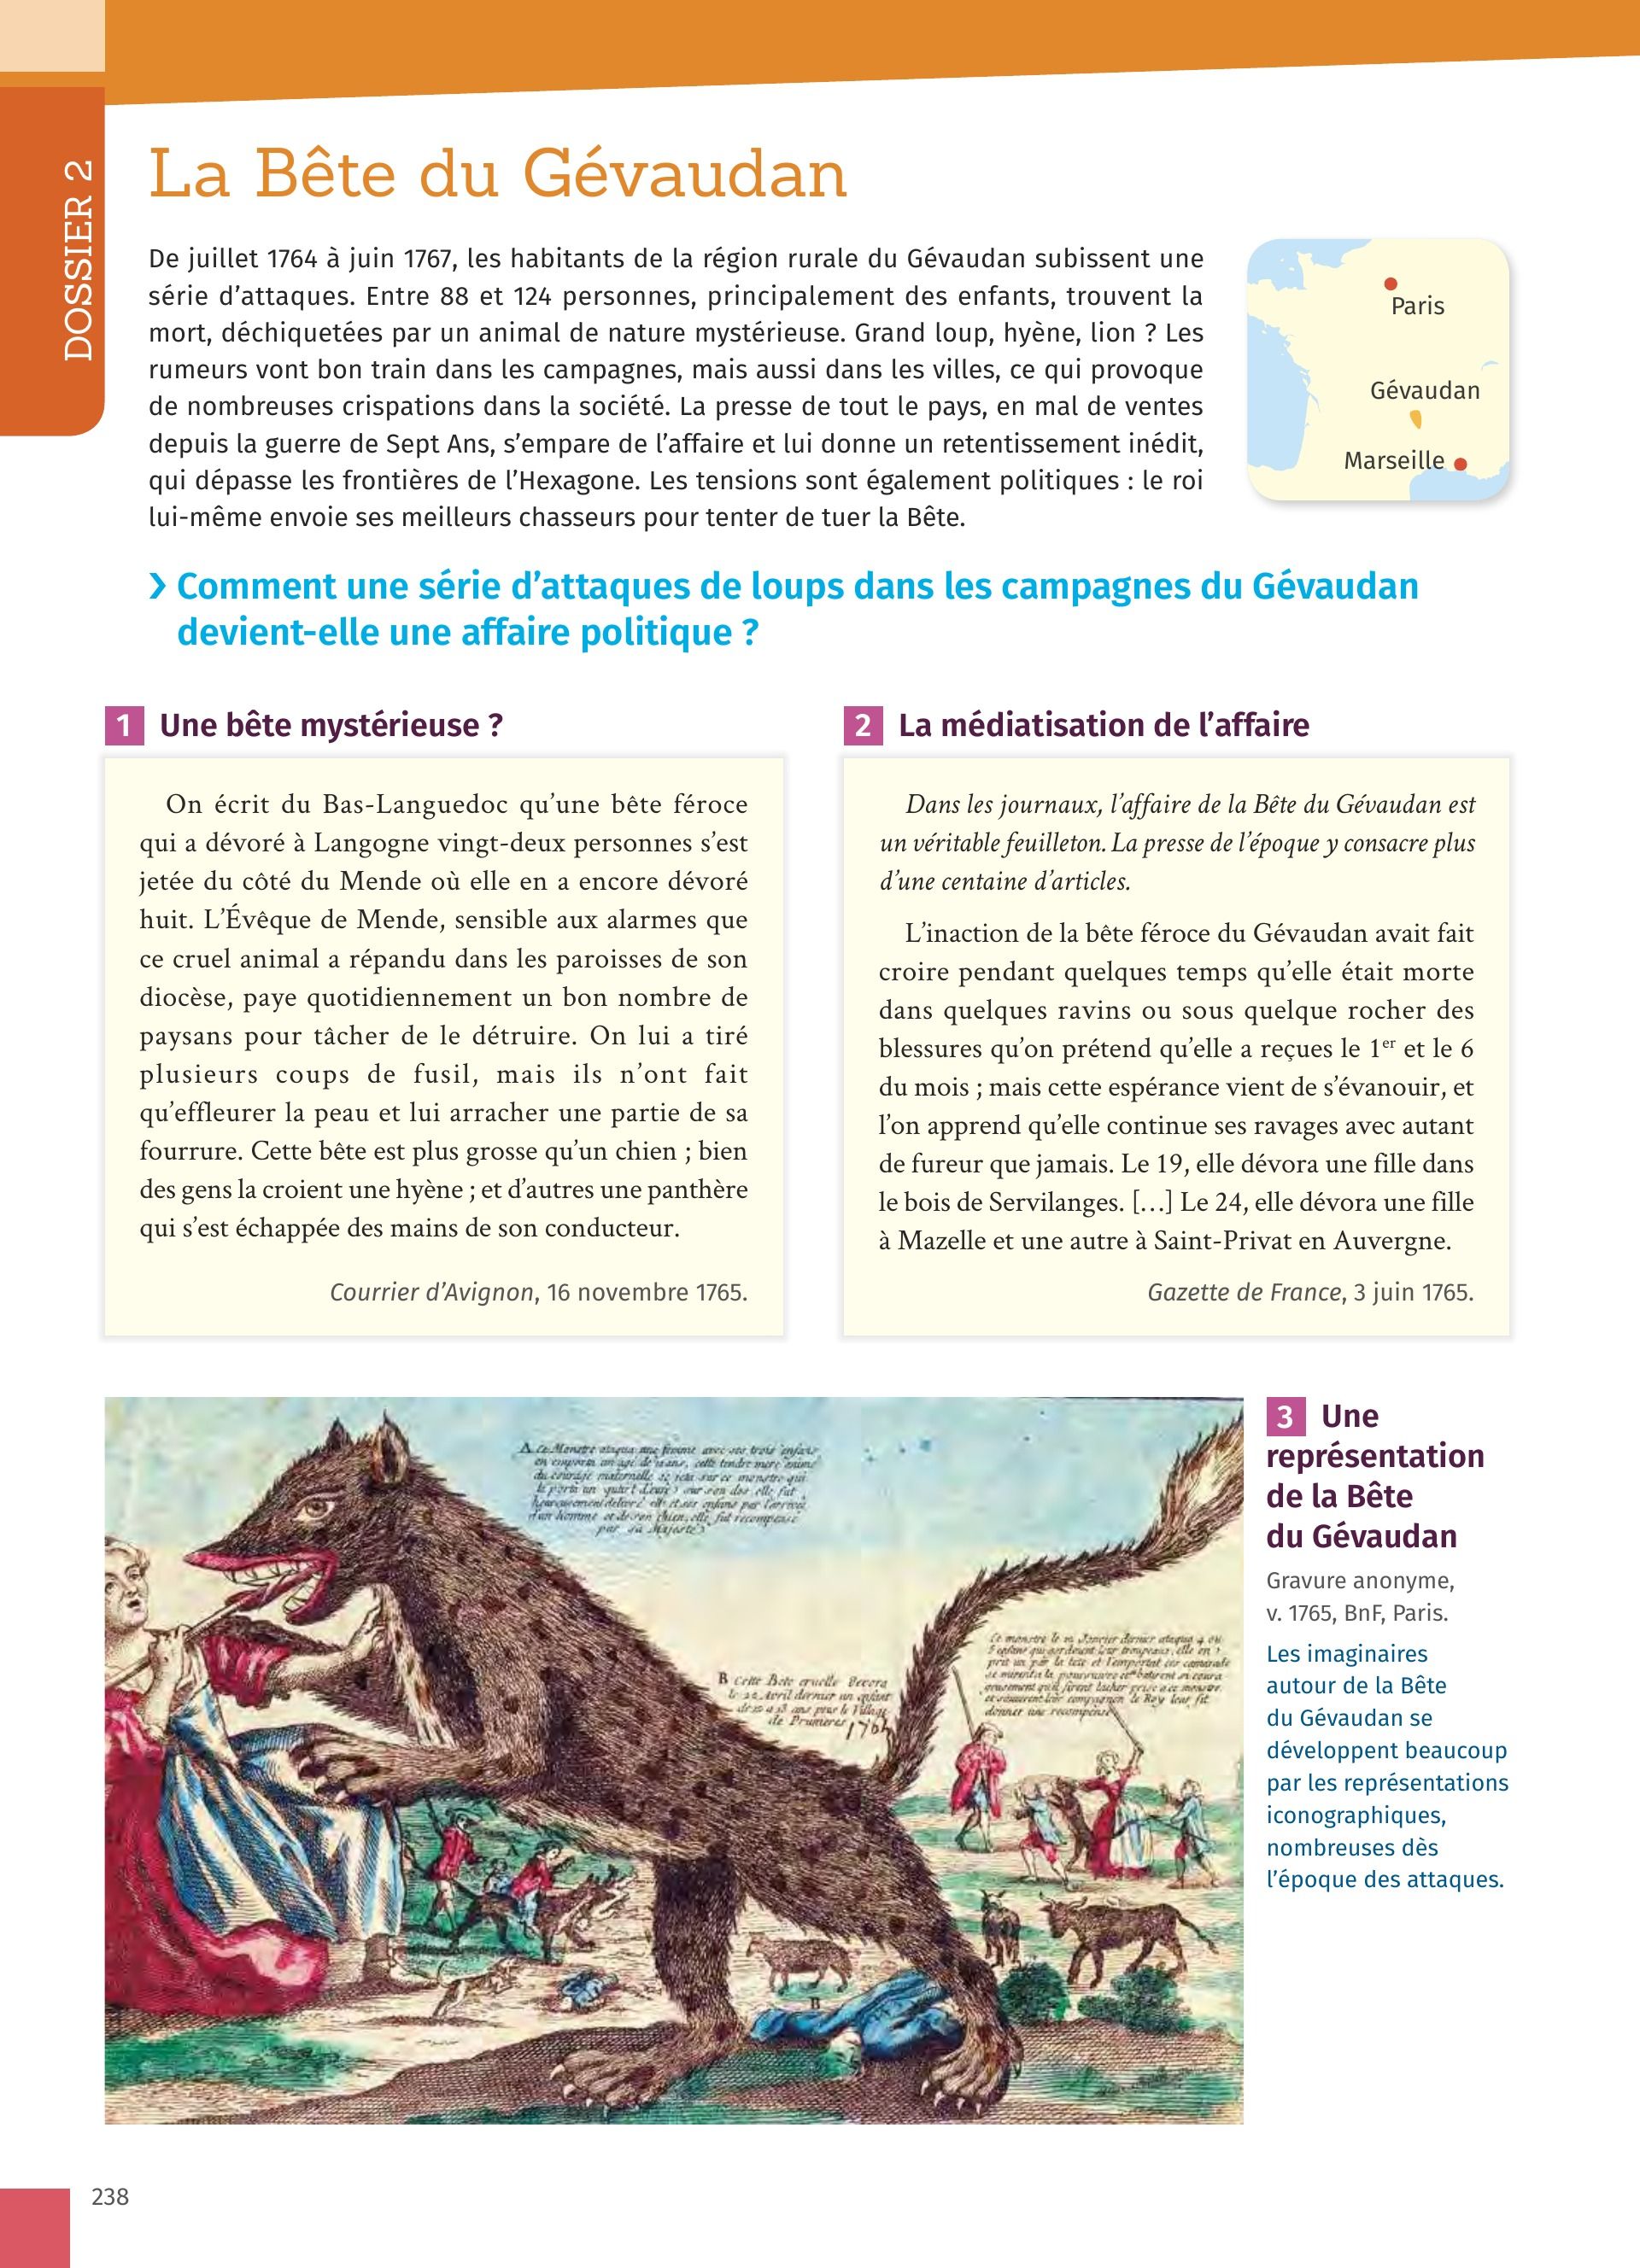 DOSSIER 2
La Bête du Gévaudan
De juillet 1764 à juin 1767, les habitants de la région rurale du Gévaudan subissent une
série d’attaques. Entre 88 et 124 personnes, principalement des enfants, trouvent la
mort, déchiquetées par un animal de nature mystérieuse. Grand loup, hyène, lion ? Les
rumeurs vont bon train dans les campagnes, mais aussi dans les villes, ce qui provoque
de nombreuses crispations dans la société. La presse de tout le pays, en mal de ventes
depuis la guerre de Sept Ans, s’empare de l’affaire et lui donne un retentissement inédit,
qui dépasse les frontières de l’Hexagone. Les tensions sont également politiques : le roi
lui-même envoie ses meilleurs chasseurs pour tenter de tuer la Bête.
Paris
Gévaudan
Marseille
› Comment une série d’attaques de loups dans les campagnes du Gévaudan
devient-elle une affaire politique ?
1 Une bête mystérieuse ?
On écrit du Bas-Languedoc qu’une bête féroce
qui a dévoré à Langogne vingt-deux personnes s’est
jetée du côté du Mende où elle en a encore dévoré
huit. L’Évêque de Mende, sensible aux alarmes que
ce cruel animal a répandu dans les paroisses de son
diocèse, paye quotidiennement un bon nombre de
paysans pour tâcher de le détruire. On lui a tiré
plusieurs coups de fusil, mais ils n’ont fait
qu’effleurer la peau et lui arracher une partie de sa
fourrure. Cette bête est plus grosse qu’un chien ; bien
des gens la croient une hyène ; et d’autres une panthère
qui s’est échappée des mains de son conducteur.
Courrier d’Avignon, 16 novembre 1765.
2 La médiatisation de l’affaire
Dans les journaux, l’affaire de la Bête du Gévaudan est
un véritable feuilleton. La presse de l’époque y consacre plus
d’une centaine d’articles.
L’inaction de la bête féroce du Gévaudan avait fait
croire pendant quelques temps qu’elle était morte
dans quelques ravins ou sous quelque rocher des
blessures qu’on prétend qu’elle a reçues le 1er et le 6
du mois ; mais cette espérance vient de s’évanouir, et
l’on apprend qu’elle continue ses ravages avec autant
de fureur que jamais. Le 19, elle dévora une fille dans
le bois de Servilanges. […] Le 24, elle dévora une fille
à Mazelle et une autre à Saint-Privat en Auvergne.
Gazette de France, 3 juin 1765.
A Ce Monstre ataqua une femme avec ses trois enfans
en emporta un agé de ans, cette tendre mere anime
du courage maternelle se jeta sur ce monstre qui
la porta un quart d'eure sur son dos elle fut
heureusement delivré elle et ses enfans par l'arrivée
d'un homme et de son chien, elle fut recompensé
par sa Majesté
B Cette Bete cruelle Devora
le avril dernier un enfant
de a 13 ans pour le Village
de Prunieres 1764
Ce monstre le Janvier dernier ataqua 4 ou
5 enfans qui gardoient leur troupeaux, elle en
prit un par la tete et l'emportait ces camarade
se mirent a la poursuivre et batirent si coura
geusement qu'il firent lacher prise a ce monstre
et sauverent leur compagnon le Roy leur fit
donner une recompense
B
3 Une
représentation
de la Bête
du Gévaudan
Gravure anonyme,
v. 1765, BnF, Paris.
Les imaginaires
autour de la Bête
du Gévaudan se
développent beaucoup
par les représentations
iconographiques,
nombreuses dès
l’époque des attaques.
238